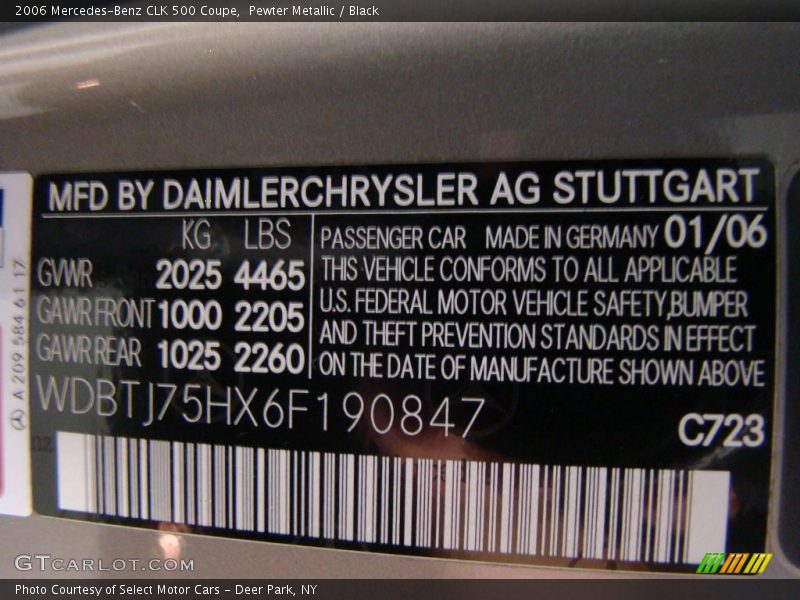 2006 Mercedes-Benz CLK 500 Coupe, Pewter Metallic / Black
MFD BY DAIMLERCHRYSLER AG STUTTGART
KG LBS
GVWR 2025 4465
GAWR FRONT 1000 2205
GAWR REAR 1025 2260
PASSENGER CAR MADE IN GERMANY 01/06
THIS VEHICLE CONFORMS TO ALL APPLICABLE
U.S. FEDERAL MOTOR VEHICLE SAFETY,BUMPER
AND THEFT PREVENTION STANDARDS IN EFFECT
ON THE DATE OF MANUFACTURE SHOWN ABOVE
WDBTJ75HX6F190847
C723
A 209 584 61 17
GTCARLOT.COM
Photo Courtesy of Select Motor Cars - Deer Park, NY